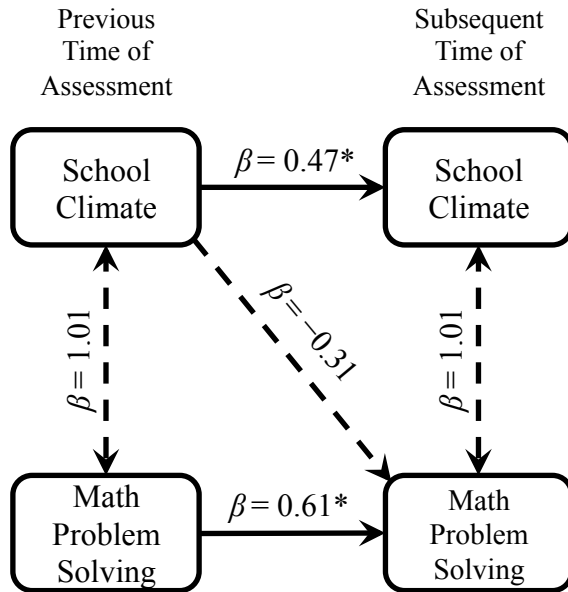 Previous
Time of
Assessment
Subsequent
Time of
Assessment
School
Climate
β = 0.47*
School
Climate
β = 1.01
β = −0.31
β = 1.01
Math
Problem
Solving
β = 0.61*
Math
Problem
Solving